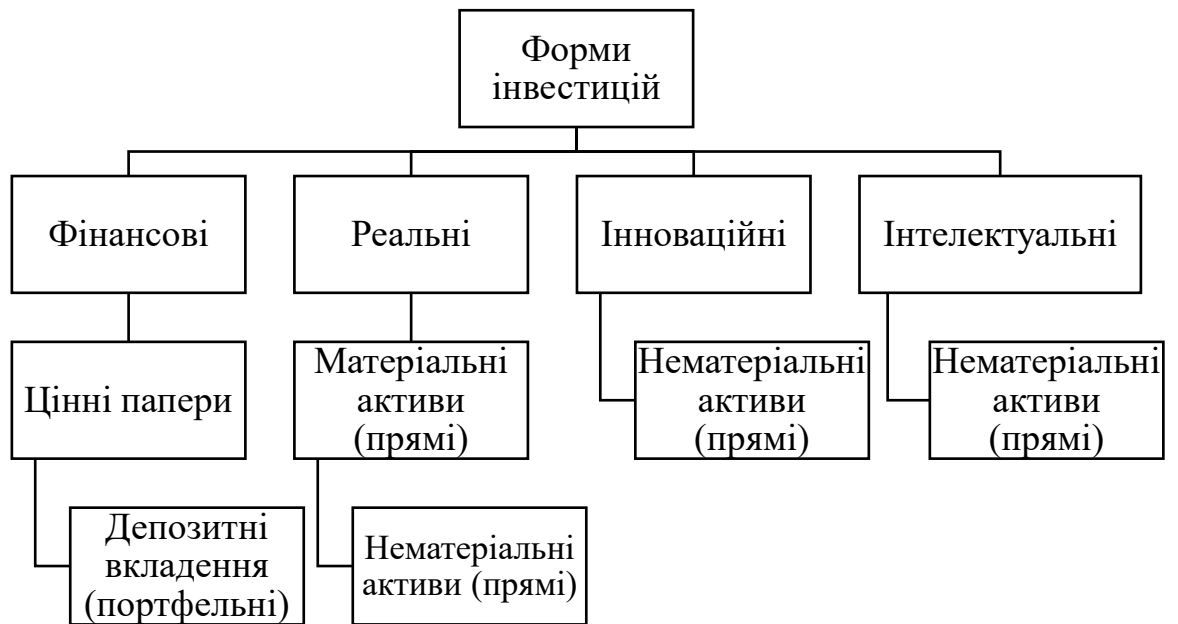 Форми
інвестицій
Фінансові
Реальні
Інноваційні
Інтелектуальні
Цінні папери
Матеріальні
активи
(прямі)
Нематеріальні
активи
(прямі)
Нематеріальні
активи
(прямі)
Депозитні
вкладення
(портфельні)
Нематеріальні
активи (прямі)